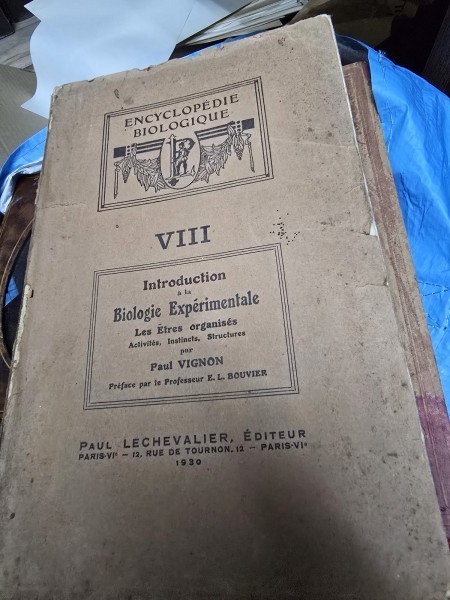 ENCYCLOPÉDIE
BIOLOGIQUE
VIII
Introduction
à la
Biologie Expérimentale
Les Êtres organisés
Activités, Instincts, Structures
par
Paul VIGNON
Préface par le Professeur E. L. BOUVIER
PAUL LECHEVALIER, ÉDITEUR
PARIS-VIᵉ — 12, RUE DE TOURNON, 12 — PARIS-VIᵉ
1930